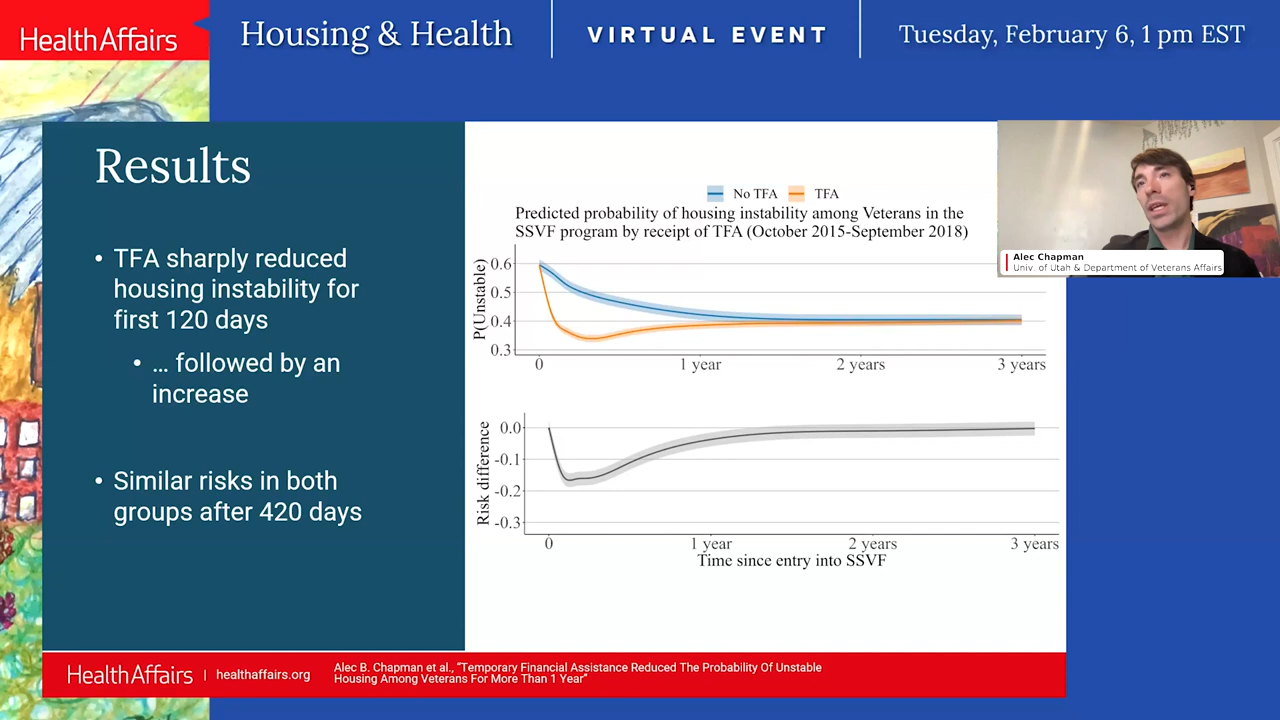 HealthAffairs
Housing & Health
VIRTUAL EVENT
Tuesday, February 6, 1 pm EST
Results
• TFA sharply reduced
housing instability for
first 120 days
• … followed by an
increase
• Similar risks in both
groups after 420 days
No TFA
TFA
Predicted probability of housing instability among Veterans in the
SSVF program by receipt of TFA (October 2015-September 2018)
P(Unstable)
0.6
0.5
0.4
0.3
0
1 year
2 years
3 years
Risk difference
0.0
-0.1
-0.2
-0.3
0
1 year
2 years
3 years
Time since entry into SSVF
Alec Chapman
Univ. of Utah & Department of Veterans Affairs
HealthAffairs | healthaffairs.org
Alec B. Chapman et al., “Temporary Financial Assistance Reduced The Probability Of Unstable
Housing Among Veterans For More Than 1 Year”